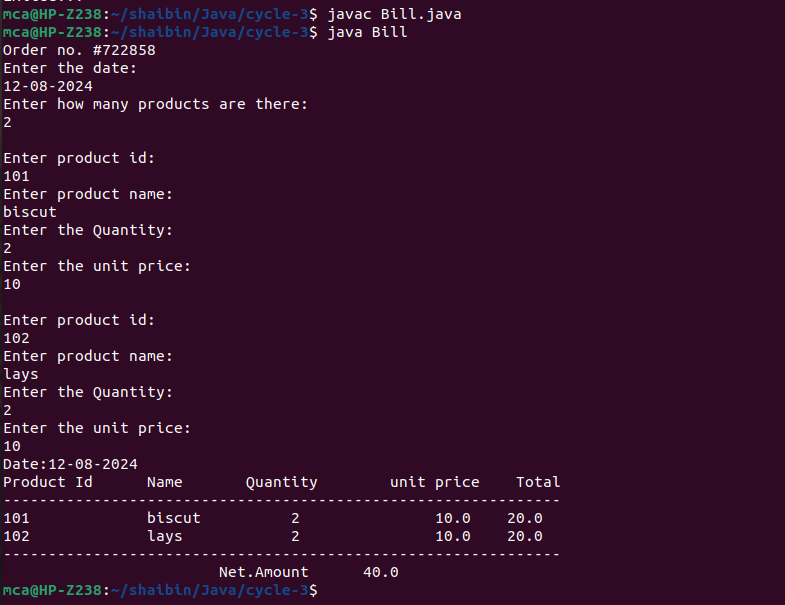 mca@HP-Z238:~/shaibin/Java/cycle-3$ javac Bill.java
mca@HP-Z238:~/shaibin/Java/cycle-3$ java Bill
Order no. #722858
Enter the date:
12-08-2024
Enter how many products are there:
2
Enter product id:
101
Enter product name:
biscut
Enter the Quantity:
2
Enter the unit price:
10
Enter product id:
102
Enter product name:
lays
Enter the Quantity:
2
Enter the unit price:
10
Date:12-08-2024
Product Id      Name       Quantity        unit price    Total
--------------------------------------------------------------
101             biscut          2               10.0    20.0
102             lays            2               10.0    20.0
--------------------------------------------------------------
                        Net.Amount      40.0
mca@HP-Z238:~/shaibin/Java/cycle-3$